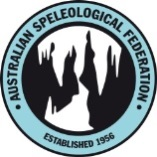 • AUSTRALIAN SPELEOLOGICAL FEDERATION •
ESTABLISHED 1956